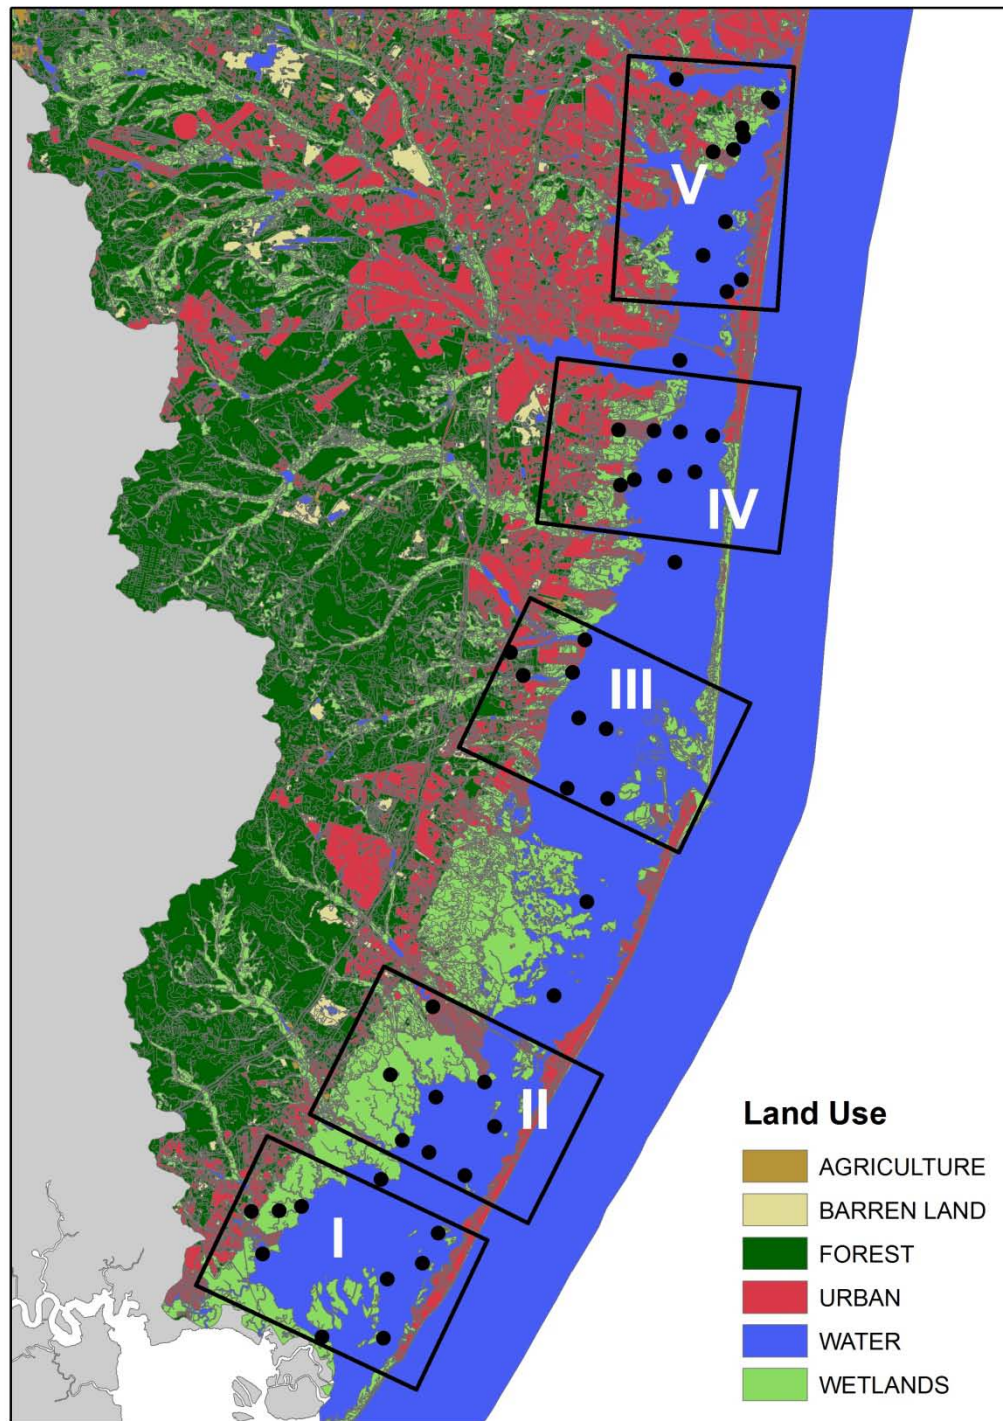 V
IV
III
II
I
Land Use
AGRICULTURE
BARREN LAND
FOREST
URBAN
WATER
WETLANDS